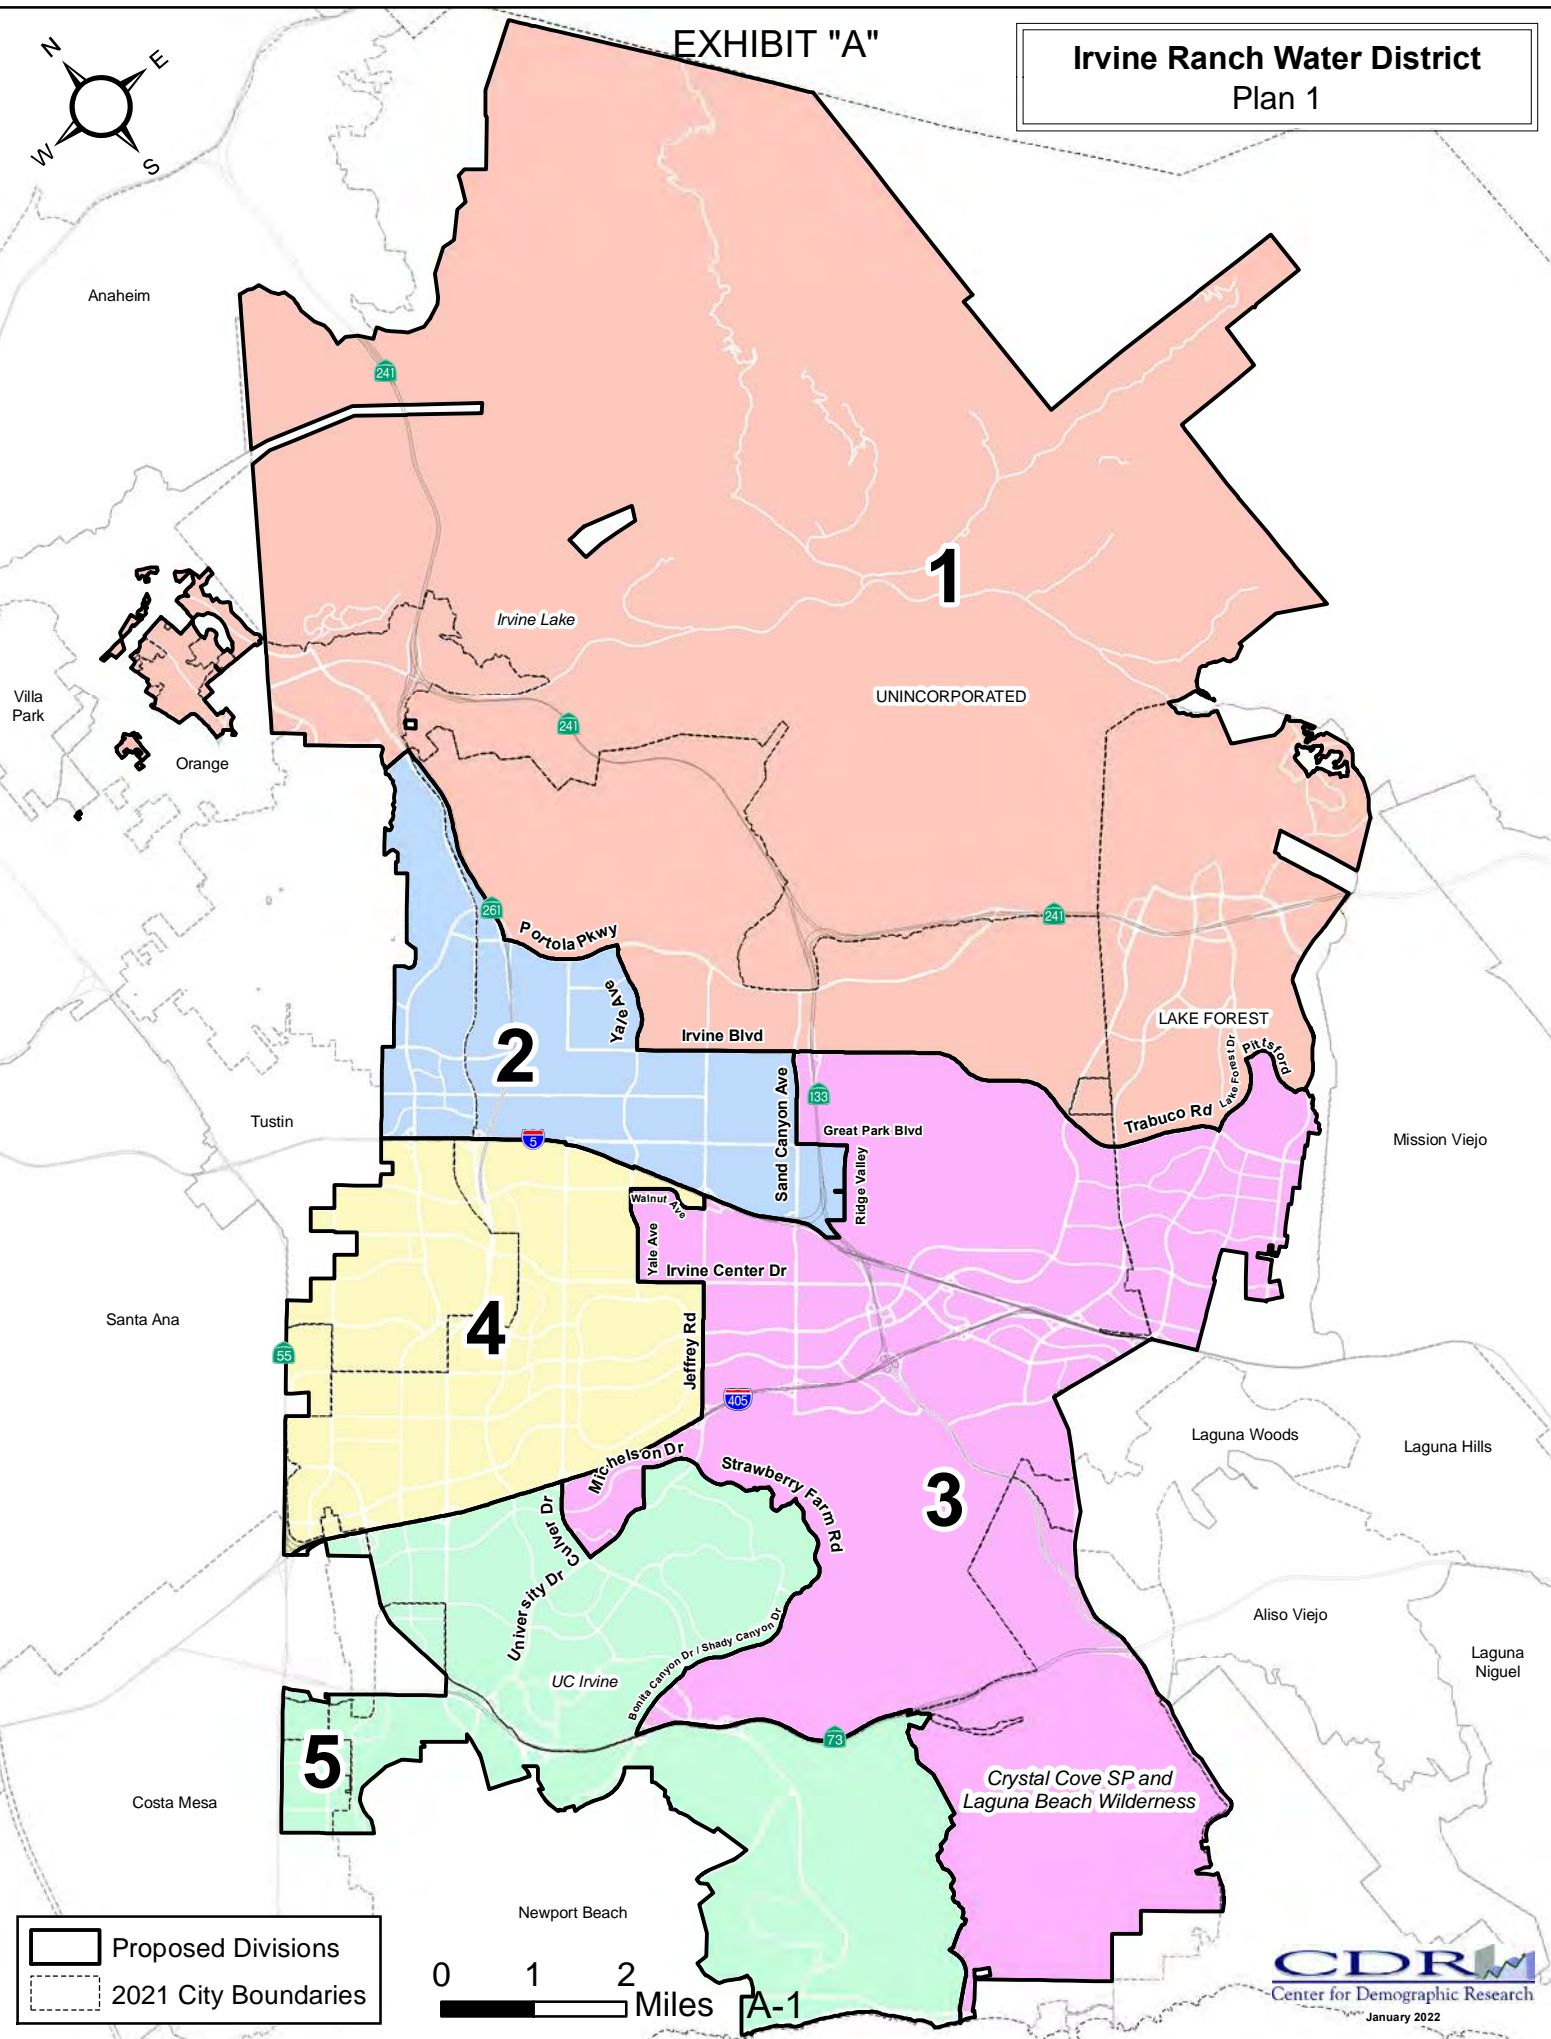 EXHIBIT "A"
Irvine Ranch Water District
Plan 1
N
E
W
S
Anaheim
241
1
Irvine Lake
UNINCORPORATED
Villa
Park
241
Orange
261
Portola Pkwy
241
Yale Ave
LAKE FOREST
Irvine Blvd
2
Lake Forest Dr
Pittsford
Sand Canyon Ave
133
Trabuco Rd
Tustin
5
Great Park Blvd
Mission Viejo
Ridge Valley
Walnut Ave
Yale Ave
Irvine Center Dr
Santa Ana
4
55
Jeffrey Rd
405
Laguna Woods
Laguna Hills
Michelson Dr
Strawberry Farm Rd
3
Culver Dr
University Dr
Aliso Viejo
Bonita Canyon Dr / Shady Canyon Dr
Laguna
Niguel
UC Irvine
73
5
Crystal Cove SP and
Laguna Beach Wilderness
Costa Mesa
Newport Beach
Proposed Divisions
2021 City Boundaries
0 1 2
Miles
A-1
CDR
Center for Demographic Research
January 2022